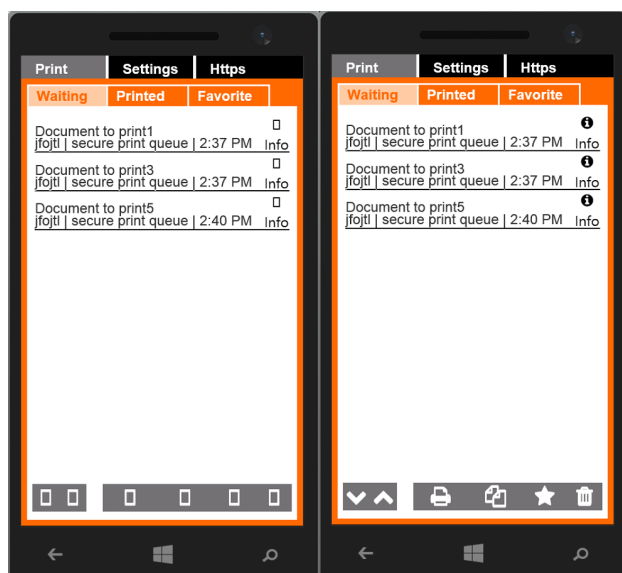 Print Settings Https
Waiting Printed Favorite
Document to print1
jfojtl | secure print queue | 2:37 PM Info
Document to print3
jfojtl | secure print queue | 2:37 PM Info
Document to print5
jfojtl | secure print queue | 2:40 PM Info
Print Settings Https
Waiting Printed Favorite
Document to print1
jfojtl | secure print queue | 2:37 PM Info
Document to print3
jfojtl | secure print queue | 2:37 PM Info
Document to print5
jfojtl | secure print queue | 2:40 PM Info